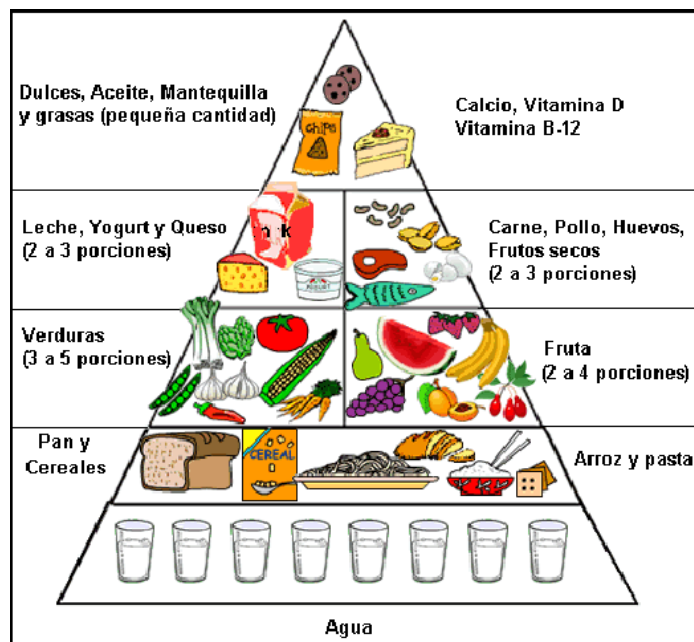 Dulces, Aceite, Mantequilla
y grasas (pequeña cantidad)
Calcio, Vitamina D
Vitamina B-12
chips
Leche, Yogurt y Queso
(2 a 3 porciones)
Carne, Pollo, Huevos,
Frutos secos
(2 a 3 porciones)
Verduras
(3 a 5 porciones)
Fruta
(2 a 4 porciones)
Pan y
Cereales
CEREAL
Arroz y pasta
Agua